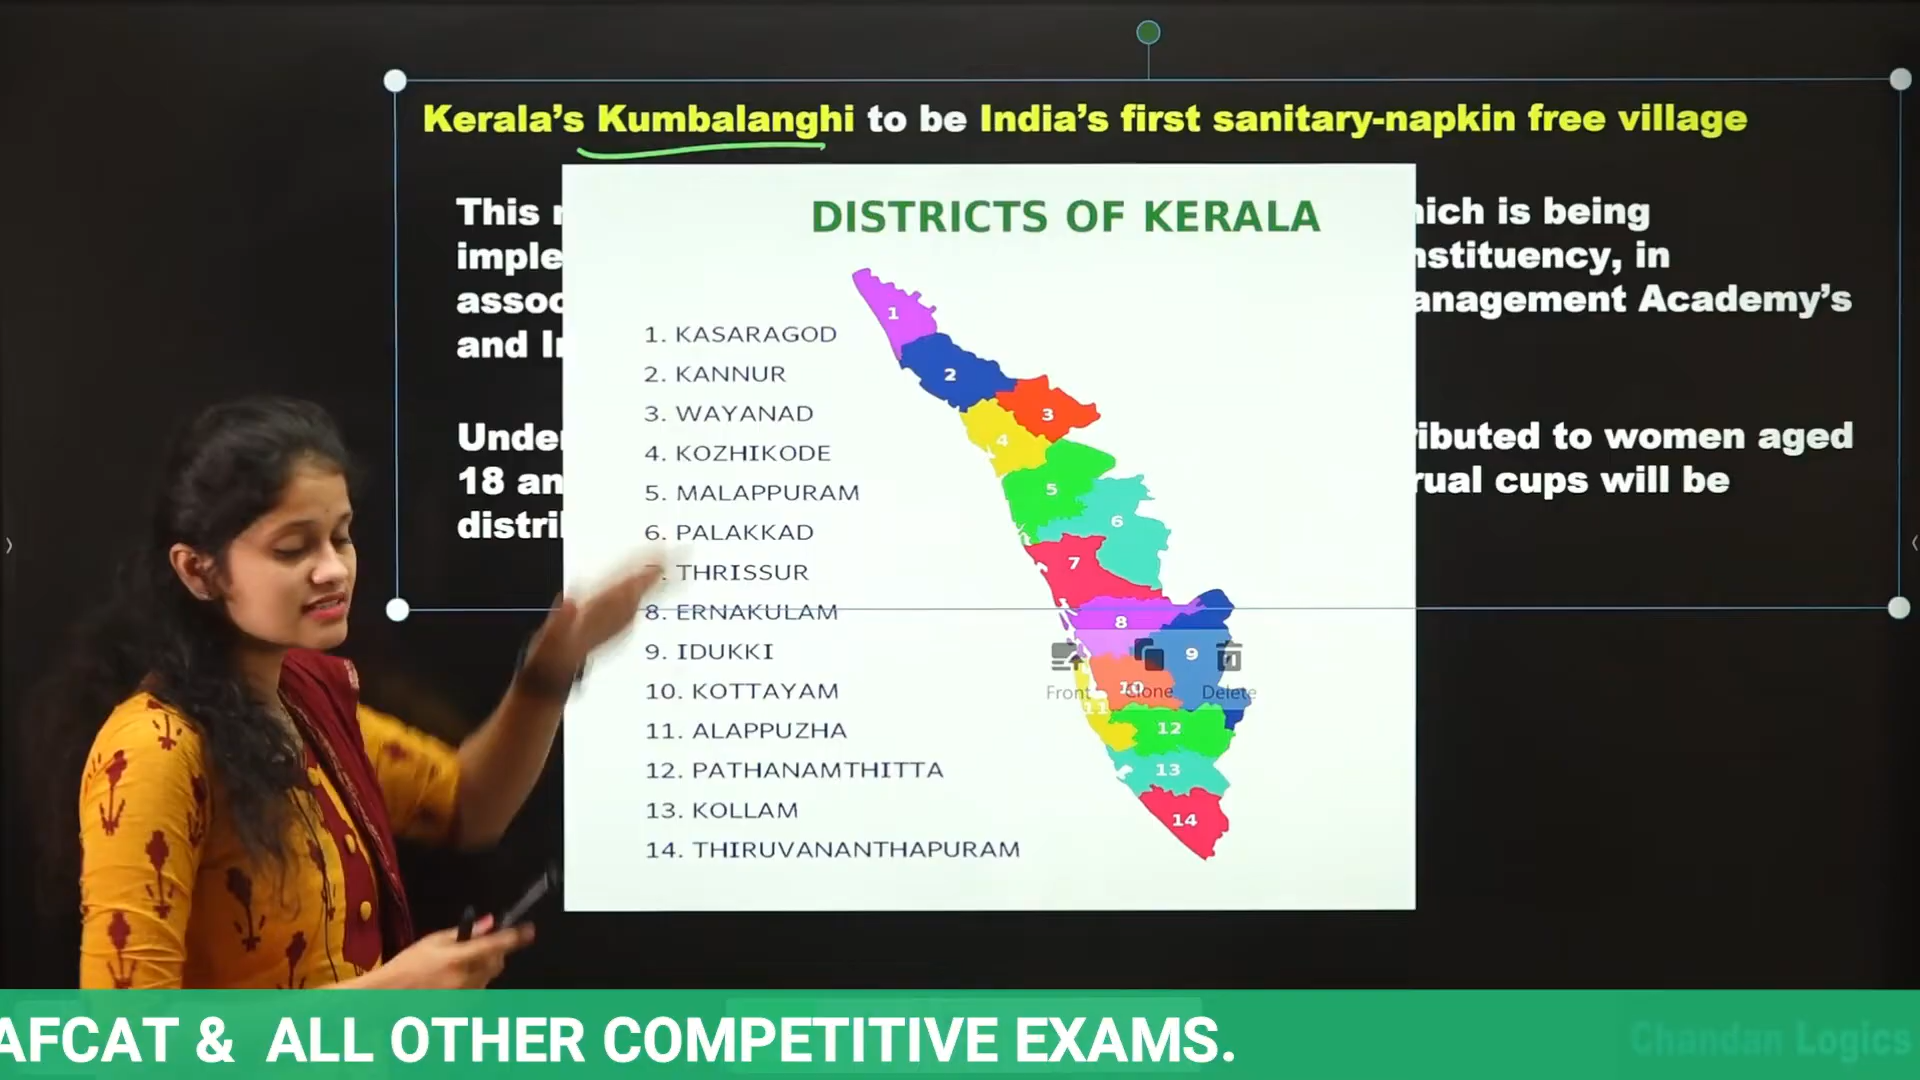 Kerala’s Kumbalanghi to be India’s first sanitary-napkin free village
This
hich is being
imple
nstituency, in
assoc
anagement Academy’s
and I
Unde
ributed to women aged
18 an
rual cups will be
distri
DISTRICTS OF KERALA
1. KASARAGOD
2. KANNUR
3. WAYANAD
4. KOZHIKODE
5. MALAPPURAM
6. PALAKKAD
7. THRISSUR
8. ERNAKULAM
9. IDUKKI
10. KOTTAYAM
11. ALAPPUZHA
12. PATHANAMTHITTA
13. KOLLAM
14. THIRUVANANTHAPURAM
1
2
3
4
5
6
7
8
9
10
11
12
13
14
Front
Clone
Delete
AFCAT & ALL OTHER COMPETITIVE EXAMS.
Chandan Logics